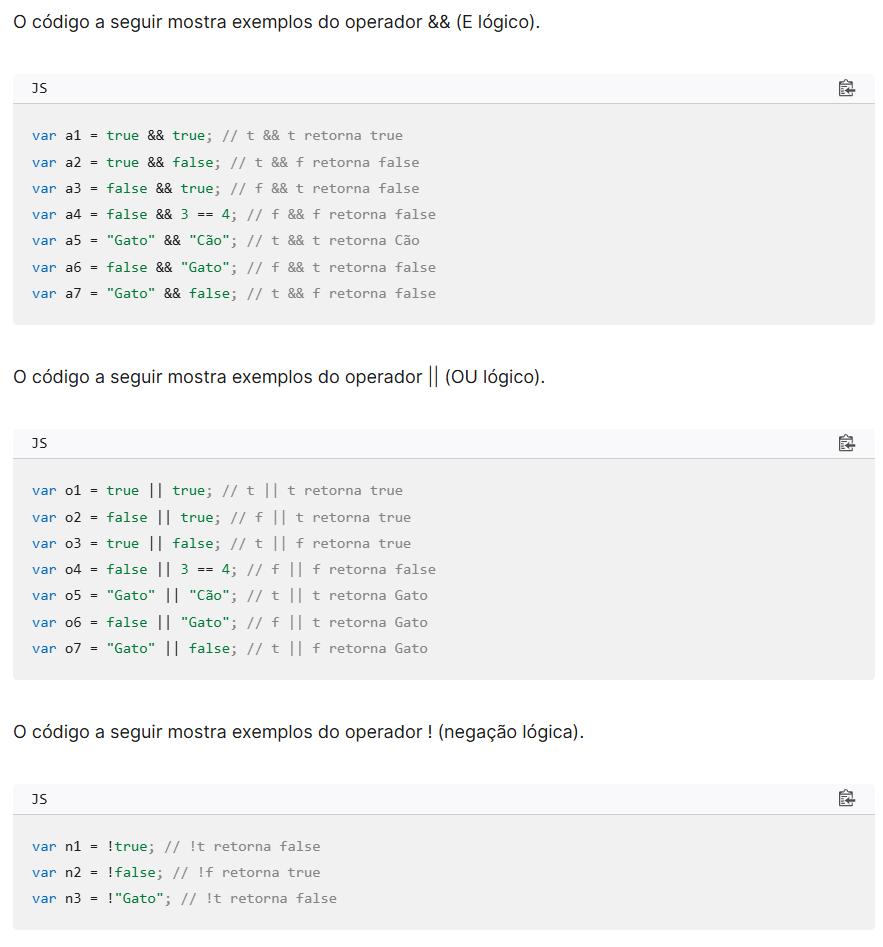 O código a seguir mostra exemplos do operador && (E lógico).
JS
var a1 = true && true; // t && t retorna true
var a2 = true && false; // t && f retorna false
var a3 = false && true; // f && t retorna false
var a4 = false && 3 == 4; // f && f retorna false
var a5 = "Gato" && "Cão"; // t && t retorna Cão
var a6 = false && "Gato"; // f && t retorna false
var a7 = "Gato" && false; // t && f retorna false
O código a seguir mostra exemplos do operador || (OU lógico).
JS
var o1 = true || true; // t || t retorna true
var o2 = false || true; // f || t retorna true
var o3 = true || false; // t || f retorna true
var o4 = false || 3 == 4; // f || f retorna false
var o5 = "Gato" || "Cão"; // t || t retorna Gato
var o6 = false || "Gato"; // f || t retorna Gato
var o7 = "Gato" || false; // t || f retorna Gato
O código a seguir mostra exemplos do operador ! (negação lógica).
JS
var n1 = !true; // !t retorna false
var n2 = !false; // !f retorna true
var n3 = !"Gato"; // !t retorna false